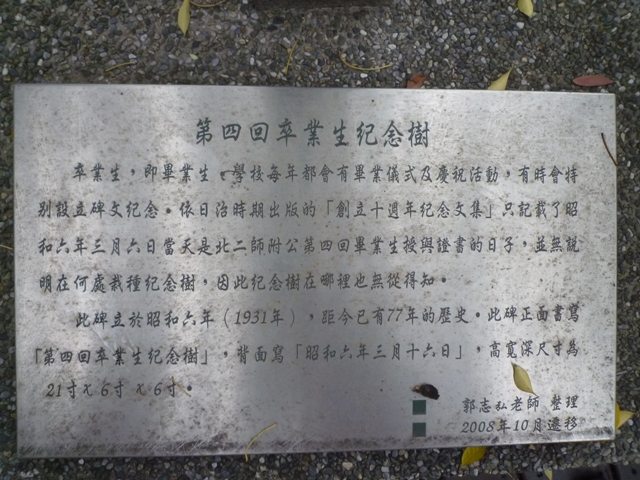 第四回卒業生紀念樹
卒業生，即畢業生。學校每年都會有畢業儀式及慶祝活動，有時會特
別設立碑文紀念。依日治時期出版的「創立十週年紀念文集」只記載了昭
和六年三月六日當天是北二師附公第四回畢業生授與證書的日子，並無說
明在何處栽種紀念樹，因此紀念樹在哪裡也無從得知。
此碑立於昭和六年（1931年），距今已有77年的歷史。此碑正面書寫
「第四回卒業生紀念樹」，背面寫「昭和六年三月十六日」，高寬深尺寸為
21寸X 6寸 X 6寸。
郭志弘老師 整理
2008年10月遷移